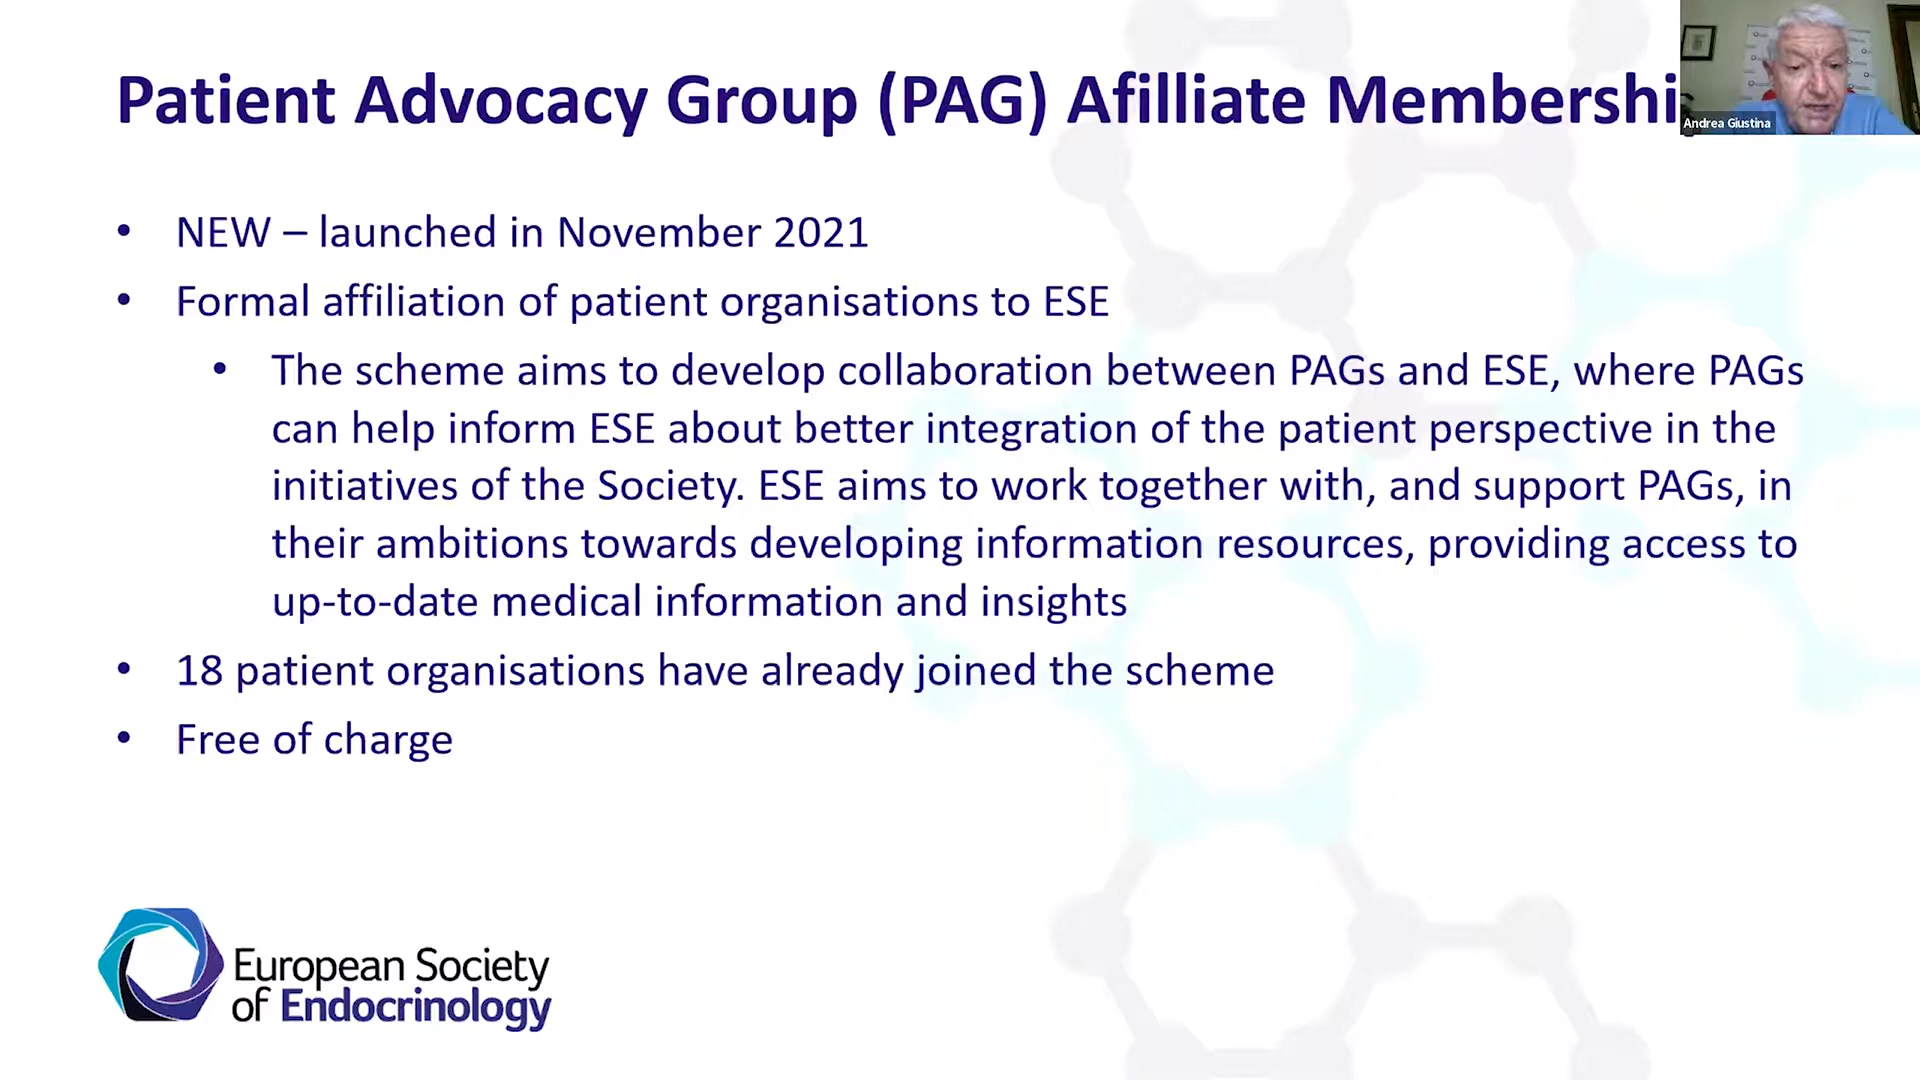 Patient Advocacy Group (PAG) Afilliate Membershi
Andrea Giustina
• NEW – launched in November 2021
• Formal affiliation of patient organisations to ESE
• The scheme aims to develop collaboration between PAGs and ESE, where PAGs
can help inform ESE about better integration of the patient perspective in the
initiatives of the Society. ESE aims to work together with, and support PAGs, in
their ambitions towards developing information resources, providing access to
up-to-date medical information and insights
• 18 patient organisations have already joined the scheme
• Free of charge
European Society
of Endocrinology